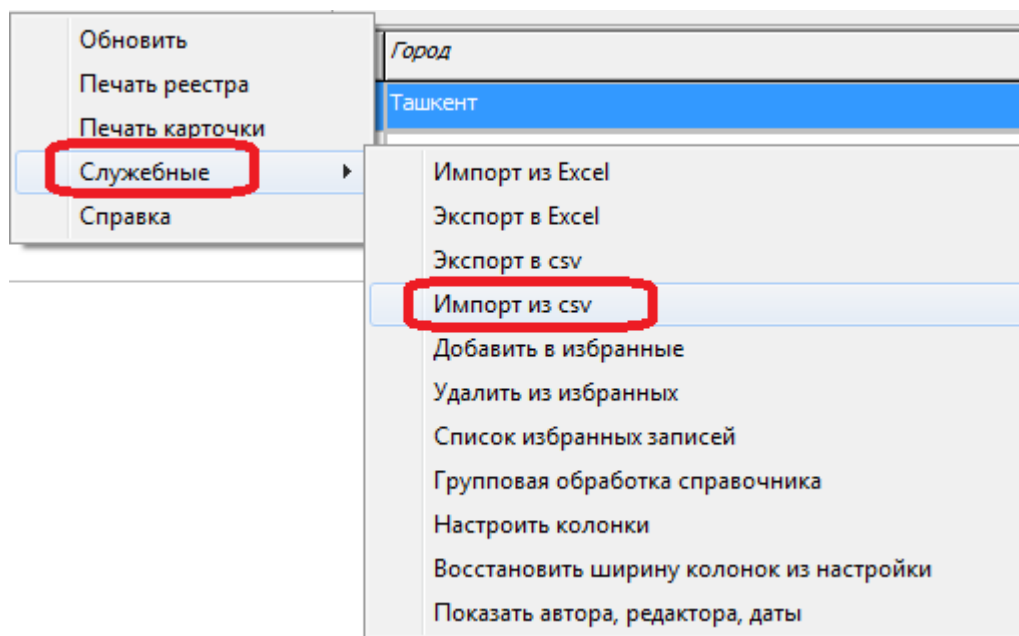 Обновить
Печать реестра
Печать карточки
Служебные
Справка
Город
Ташкент
Импорт из Excel
Экспорт в Excel
Экспорт в csv
Импорт из csv
Добавить в избранные
Удалить из избранных
Список избранных записей
Групповая обработка справочника
Настроить колонки
Восстановить ширину колонок из настройки
Показать автора, редактора, даты